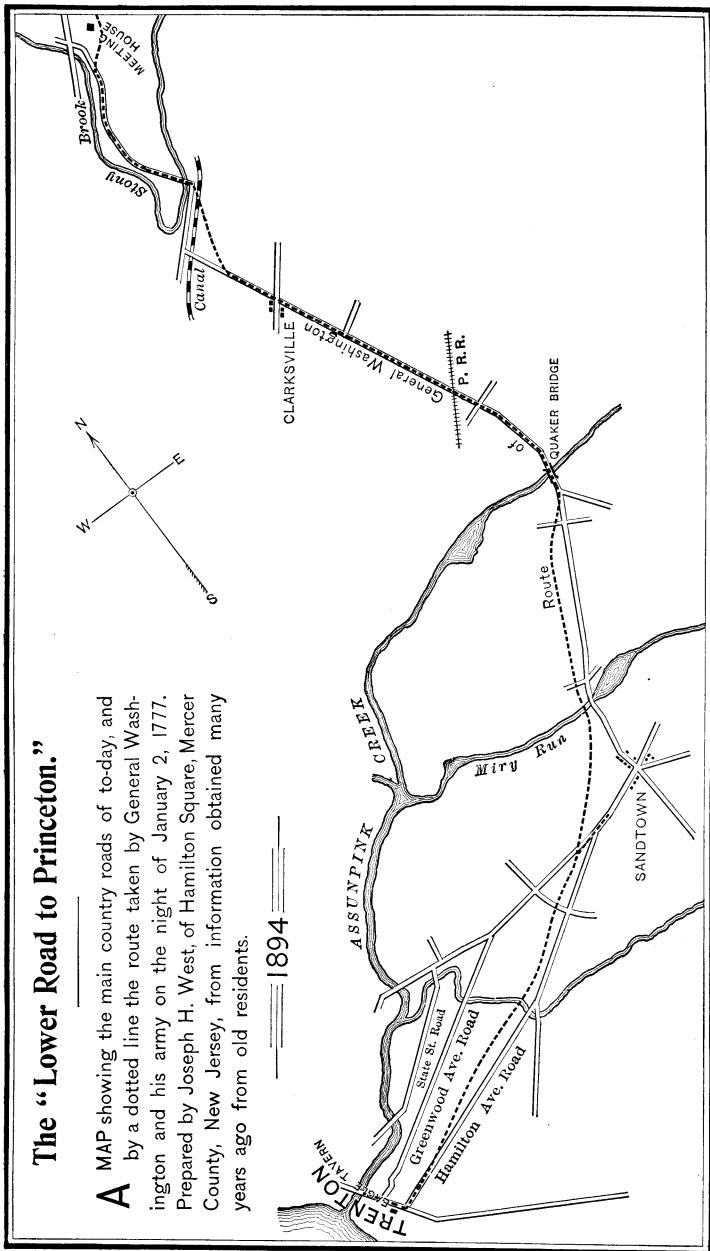 The “Lower Road to Princeton.”
A MAP showing the main country roads of to-day, and
by a dotted line the route taken by General Wash-
ington and his army on the night of January 2, 1777.
Prepared by Joseph H. West, of Hamilton Square, Mercer
County, New Jersey, from information obtained many
years ago from old residents.
1894
N
W
E
S
MEETING
HOUSE
Stony
Brook
Canal
CLARKSVILLE
P. R. R.
QUAKER BRIDGE
Route
of
General Washington
ASSUNPINK
CREEK
Miry Run
SANDTOWN
State St. Road
Greenwood Ave. Road
Hamilton Ave. Road
TRENTON
EAGLE
TAVERN